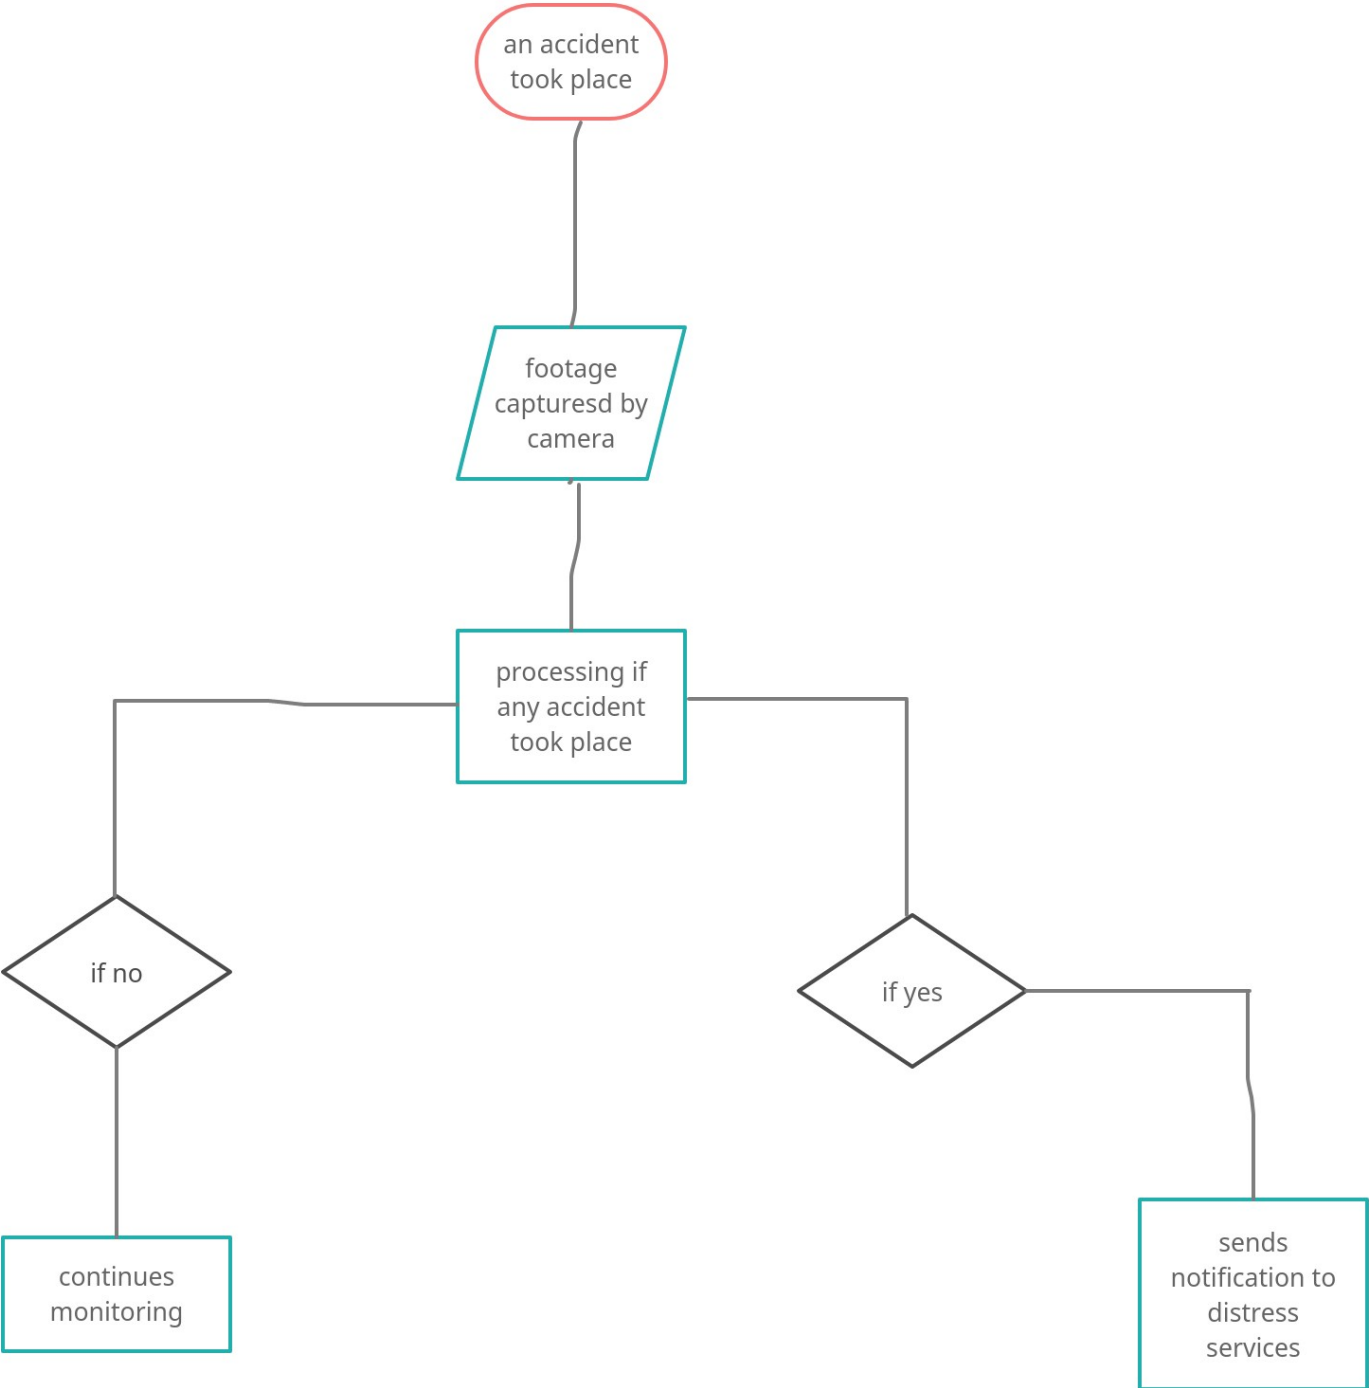 an accident
took place
footage
capturesd by
camera
processing if
any accident
took place
if no
if yes
continues
monitoring
sends
notification to
distress
services